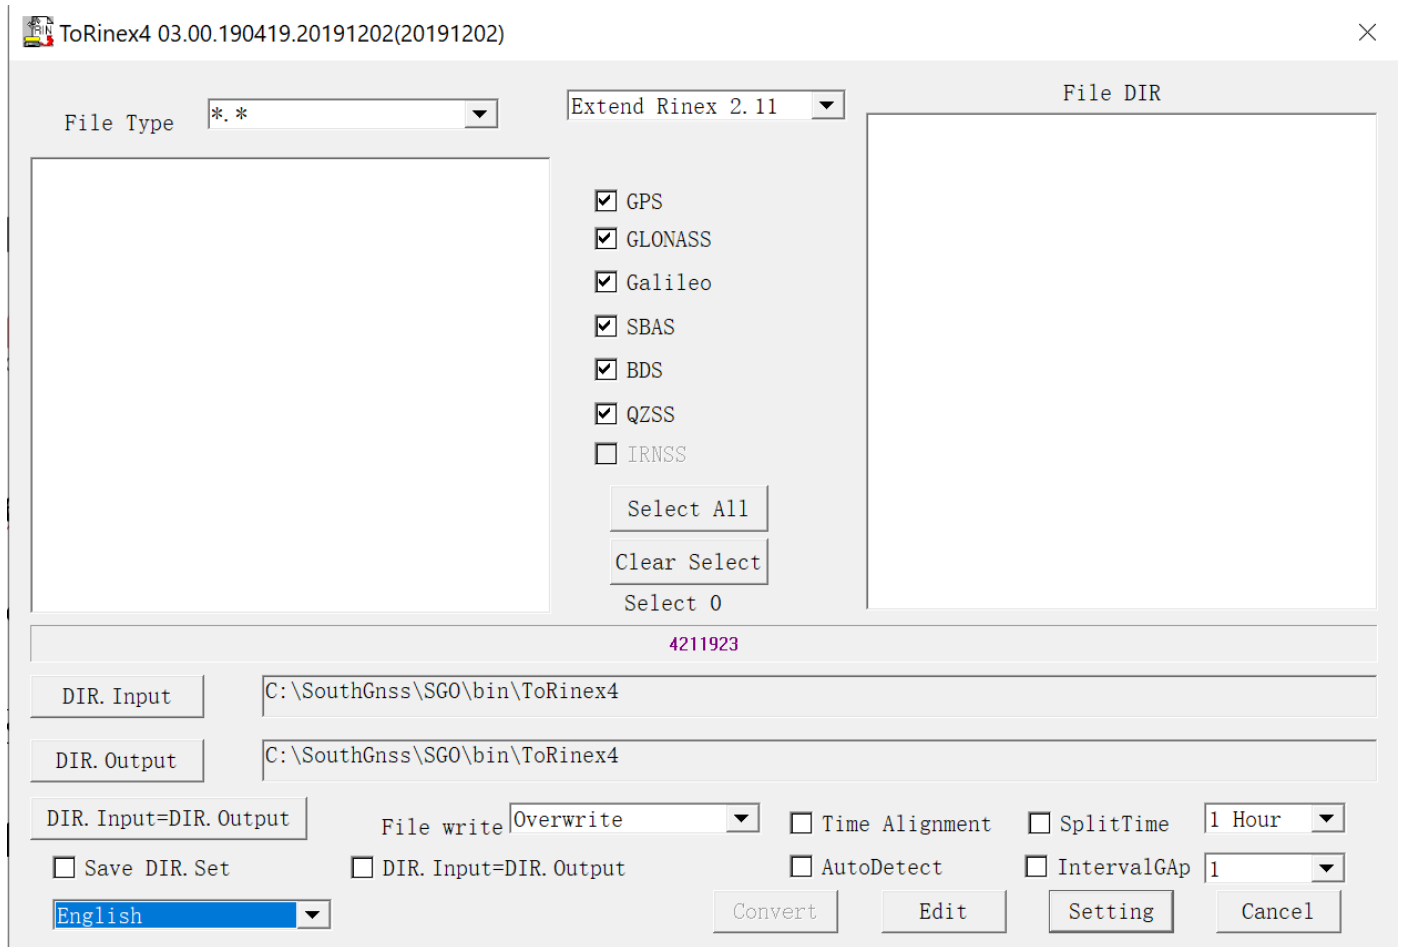 ToRinex4 03.00.190419.20191202(20191202)
File Type
*.*
Extend Rinex 2.11
File DIR
GPS
GLONASS
Galileo
SBAS
BDS
QZSS
IRNSS
Select All
Clear Select
Select 0
4211923
DIR.Input
C:\SouthGnss\SGO\bin\ToRinex4
DIR.Output
C:\SouthGnss\SGO\bin\ToRinex4
DIR.Input=DIR.Output
File write
Overwrite
Time Alignment
SplitTime
1 Hour
Save DIR.Set
DIR.Input=DIR.Output
AutoDetect
IntervalGAp
1
English
Convert
Edit
Setting
Cancel